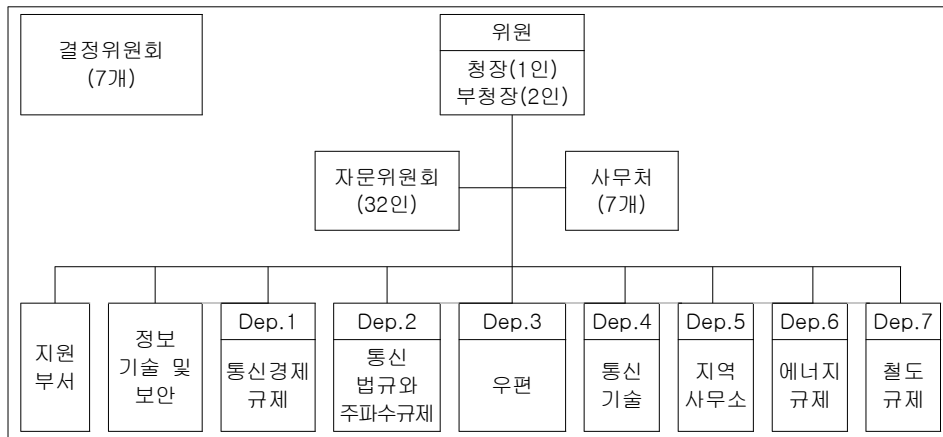 결정위원회
(7개)
위원
청장(1인)
부청장(2인)
자문위원회
(32인)
사무처
(7개)
지원
부서
정보
기술 및
보안
Dep.1
통신경제
규제
Dep.2
통신
법규와
주파수규제
Dep.3
우편
Dep.4
통신
기술
Dep.5
지역
사무소
Dep.6
에너지
규제
Dep.7
철도
규제